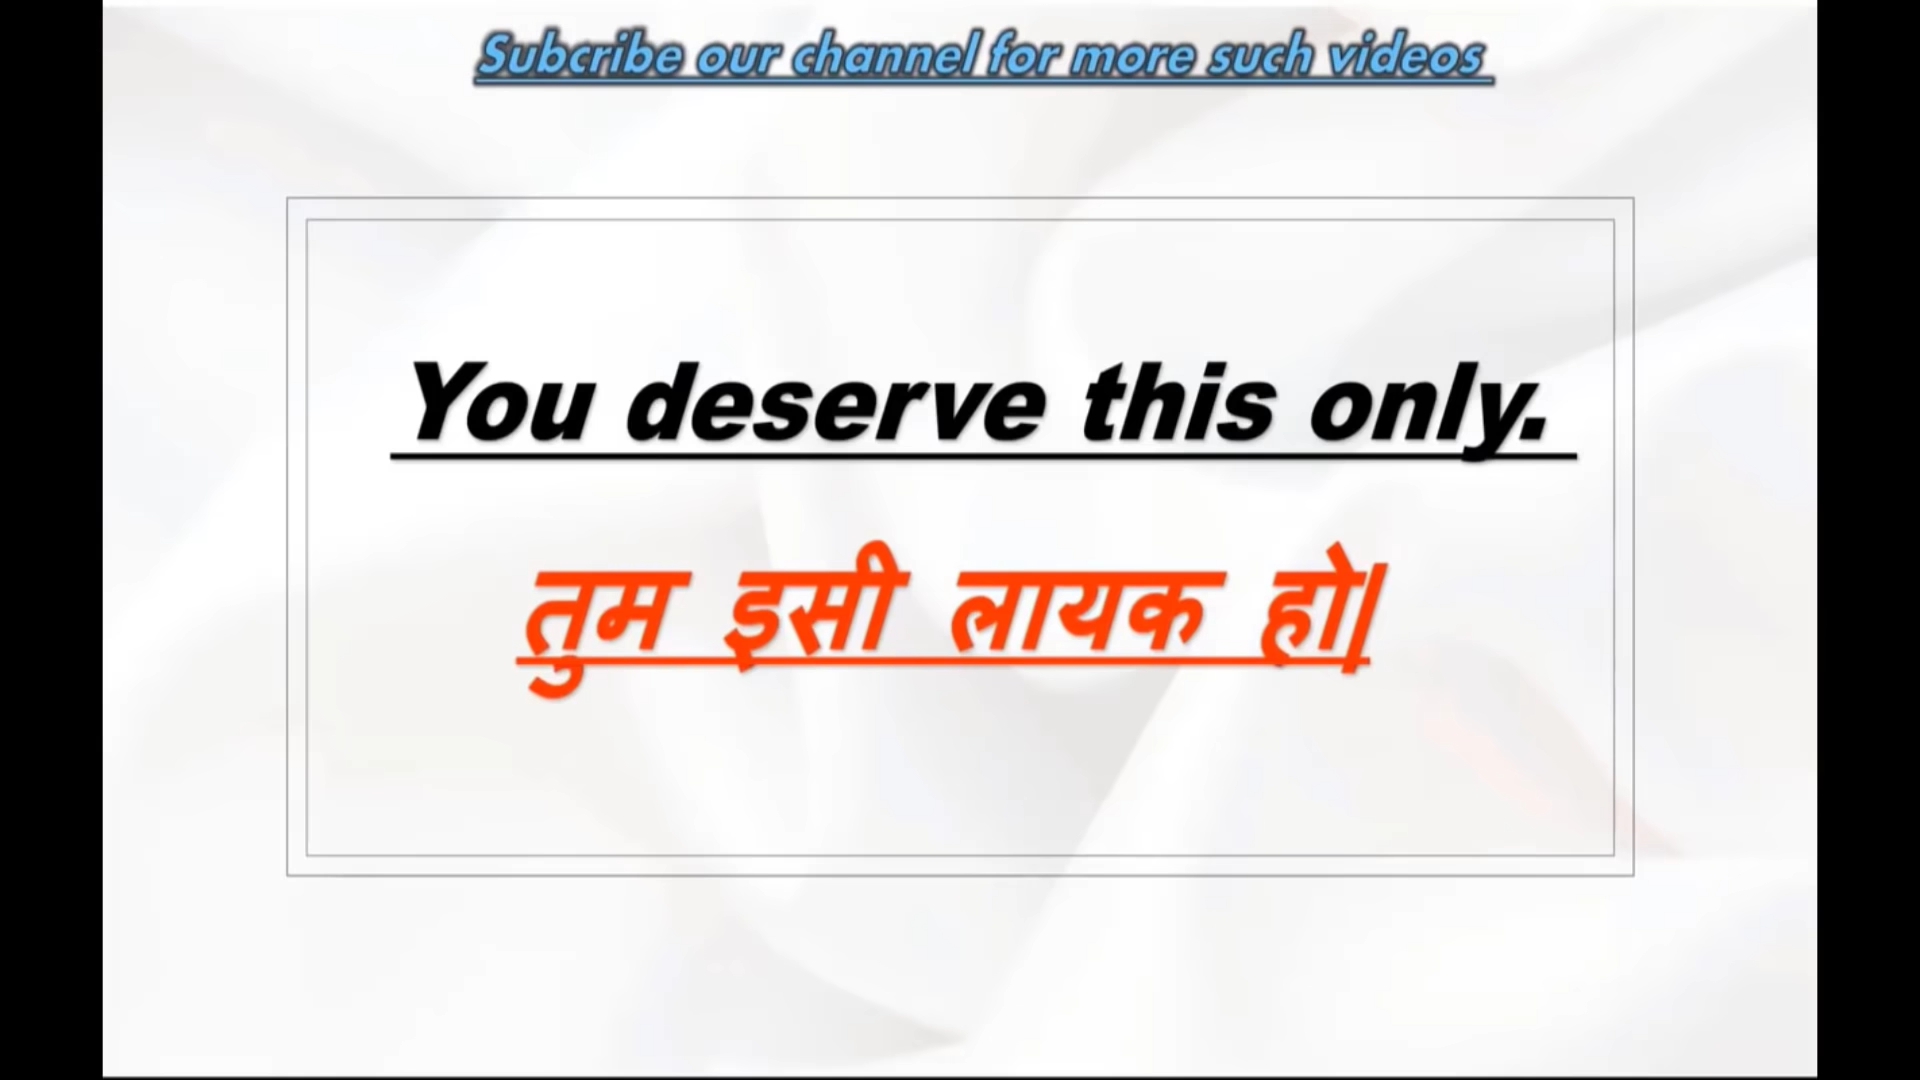 Subcribe our channel for more such videos
You deserve this only.
तुम इसी लायक हो|